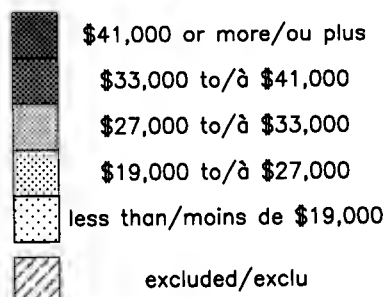 $41,000 or more/ou plus
$33,000 to/à $41,000
$27,000 to/à $33,000
$19,000 to/à $27,000
less than/moins de $19,000
excluded/exclu